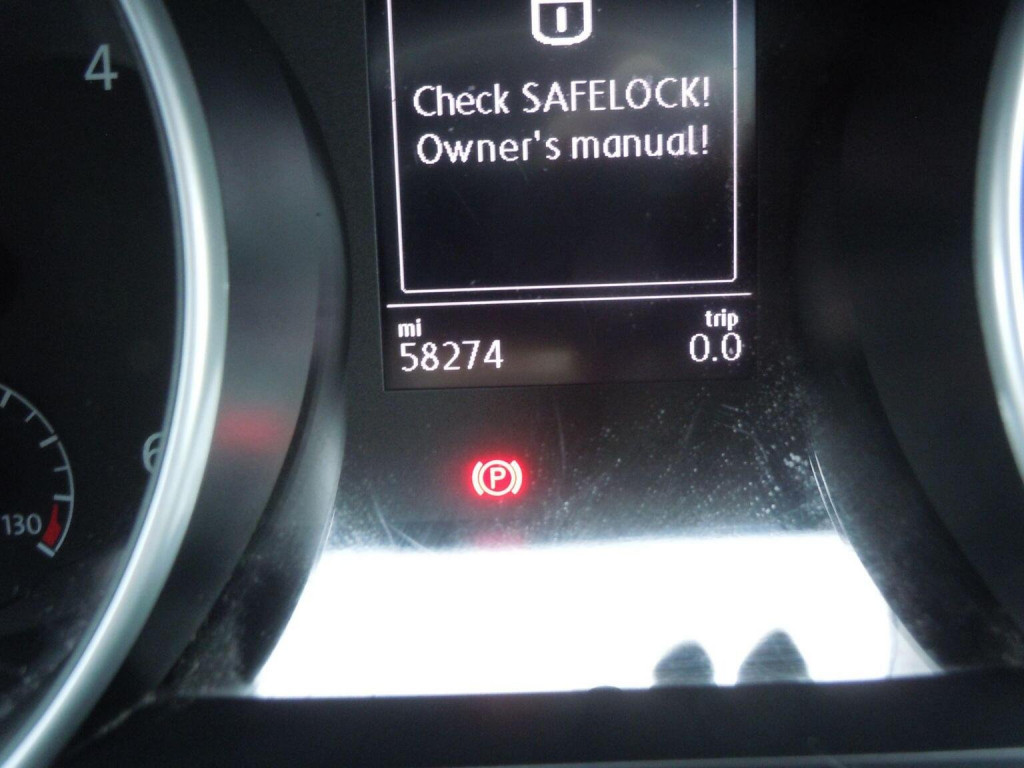 4
Check SAFELOCK!
Owner's manual!
mi
trip
58274
0.0
6
P
130